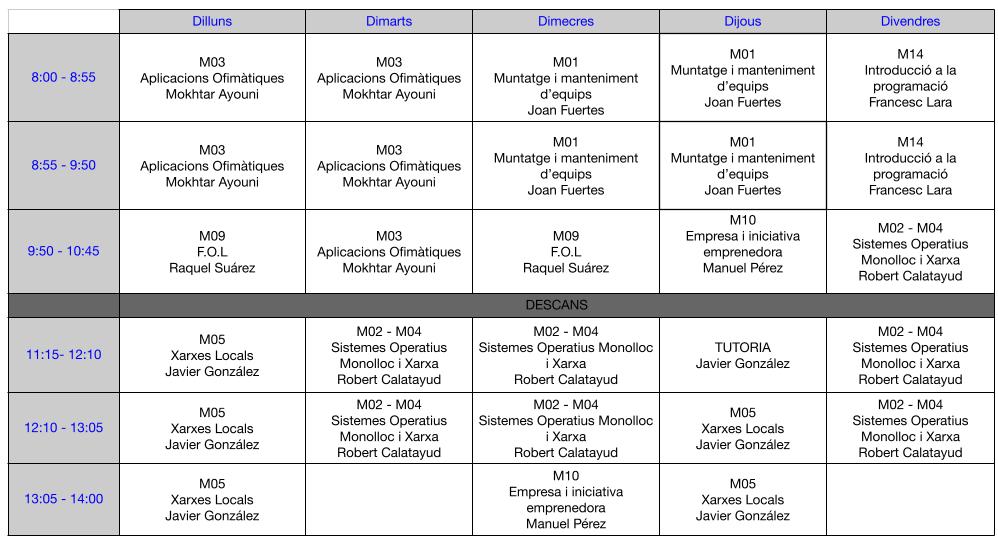 Dilluns
Dimarts
Dimecres
Dijous
Divendres
8:00 - 8:55
M03
Aplicacions Ofimàtiques
Mokhtar Ayouni
M03
Aplicacions Ofimàtiques
Mokhtar Ayouni
M01
Muntatge i manteniment
d’equips
Joan Fuertes
M01
Muntatge i manteniment
d’equips
Joan Fuertes
M14
Introducció a la
programació
Francesc Lara
8:55 - 9:50
M03
Aplicacions Ofimàtiques
Mokhtar Ayouni
M03
Aplicacions Ofimàtiques
Mokhtar Ayouni
M01
Muntatge i manteniment
d’equips
Joan Fuertes
M01
Muntatge i manteniment
d’equips
Joan Fuertes
M14
Introducció a la
programació
Francesc Lara
9:50 - 10:45
M09
F.O.L
Raquel Suárez
M03
Aplicacions Ofimàtiques
Mokhtar Ayouni
M09
F.O.L
Raquel Suárez
M10
Empresa i iniciativa
emprenedora
Manuel Pérez
M02 - M04
Sistemes Operatius
Monolloc i Xarxa
Robert Calatayud
DESCANS
11:15- 12:10
M05
Xarxes Locals
Javier González
M02 - M04
Sistemes Operatius
Monolloc i Xarxa
Robert Calatayud
M02 - M04
Sistemes Operatius Monolloc
i Xarxa
Robert Calatayud
TUTORIA
Javier González
M02 - M04
Sistemes Operatius
Monolloc i Xarxa
Robert Calatayud
12:10 - 13:05
M05
Xarxes Locals
Javier González
M02 - M04
Sistemes Operatius
Monolloc i Xarxa
Robert Calatayud
M02 - M04
Sistemes Operatius Monolloc
i Xarxa
Robert Calatayud
M05
Xarxes Locals
Javier González
M02 - M04
Sistemes Operatius
Monolloc i Xarxa
Robert Calatayud
13:05 - 14:00
M05
Xarxes Locals
Javier González
M10
Empresa i iniciativa
emprenedora
Manuel Pérez
M05
Xarxes Locals
Javier González